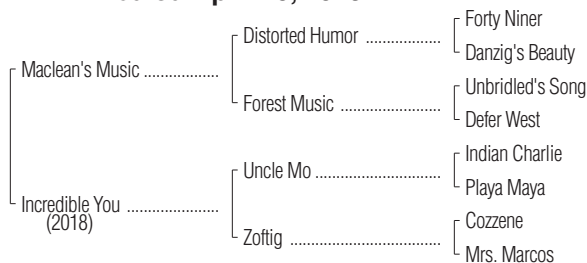 Forty Niner
Distorted Humor ..................
Danzig's Beauty
Maclean's Music ..................
Unbridled's Song
Forest Music ......................
Defer West
Indian Charlie
Uncle Mo ..........................
Playa Maya
Incredible You ......................
(2018)
Cozzene
Zoftig ................................
Mrs. Marcos